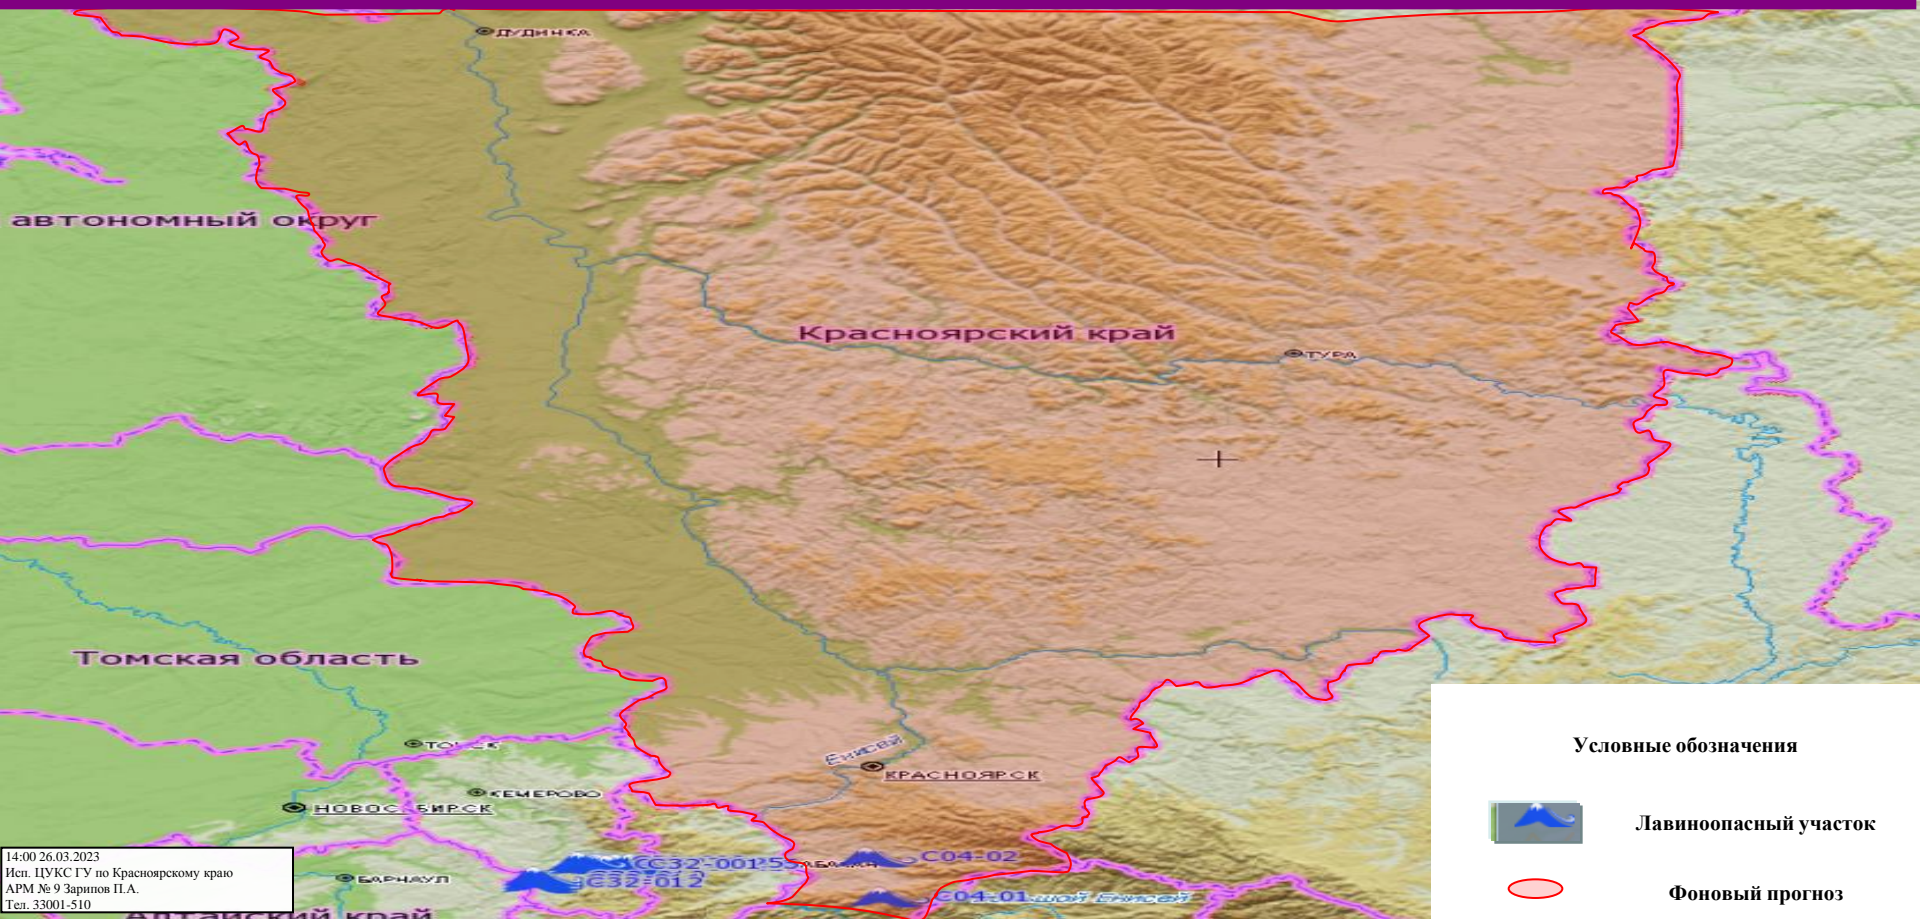 ДУДИНКА
автономный округ
Красноярский край
ТУРА
Томская область
Енисей
КРАСНОЯРСК
КЕМЕРОВО
НОВОСИБИРСК
С04-02
С32-012
БАРНАУЛ
С04-01
Алтайский край
14:00 26.03.2023
Исп. ЦУКС ГУ по Красноярскому краю
АРМ № 9 Зарипов П.А.
Тел. 33001-510
Условные обозначения
Лавиноопасный участок
Фоновый прогноз